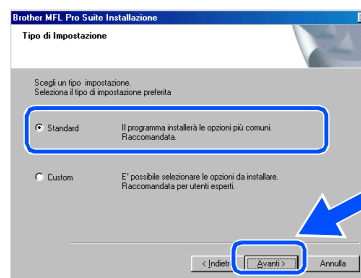 Brother MFL Pro Suite Installazione
Tipo di Impostazione
Scegli un tipo impostazione.
Seleziona il tipo di impostazione preferita
Standard
Il programma installerà le opzioni più comuni.
Raccomandata.
Custom
E' possibile selezionare le opzioni da installare.
Raccomandata per utenti esperti.
< Indietro Avanti > Annulla